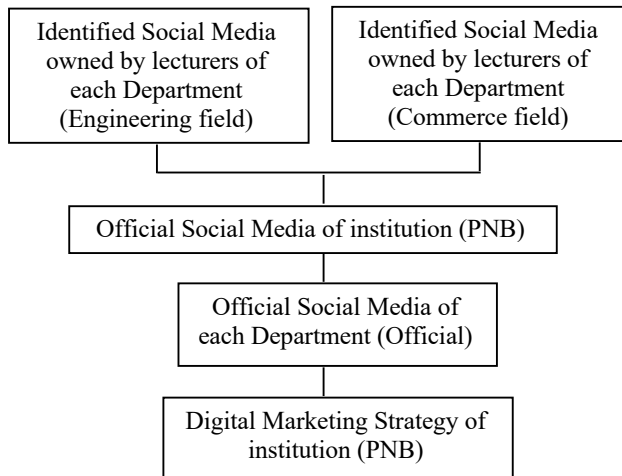 Identified Social Media
owned by lecturers of
each Department
(Engineering field)
Identified Social Media
owned by lecturers of
each Department
(Commerce field)
Official Social Media of institution (PNB)
Official Social Media of
each Department (Official)
Digital Marketing Strategy of
institution (PNB)